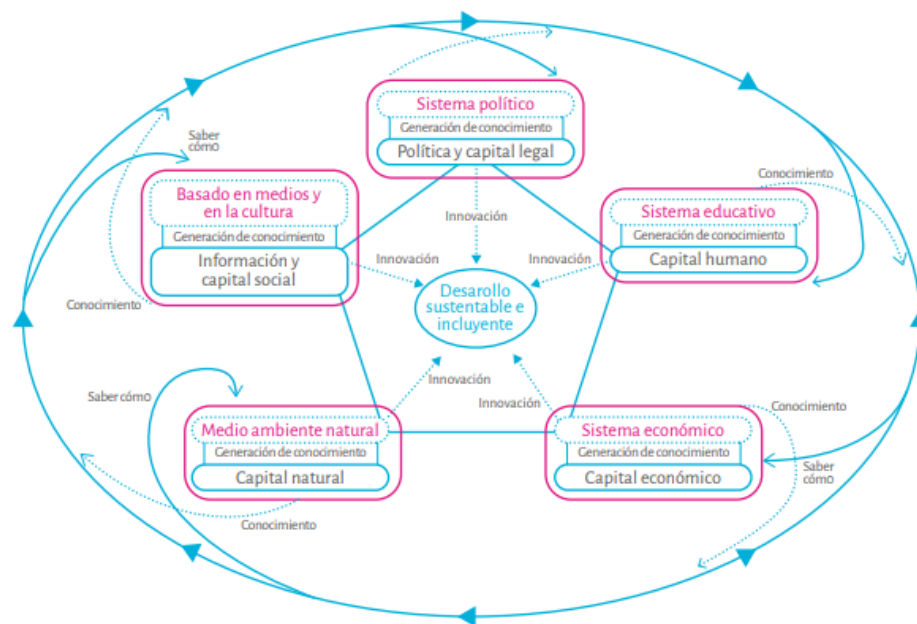 Sistema político
Generación de conocimiento
Política y capital legal
Saber
cómo
Basado en medios y
en la cultura
Generación de conocimiento
Información y
capital social
Conocimiento
Innovación
Innovación
Innovación
Conocimiento
Sistema educativo
Generación de conocimiento
Capital humano
Desarollo
sustentable e
incluyente
Saber cómo
Innovación
Innovación
Medio ambiente natural
Generación de conocimiento
Capital natural
Conocimiento
Sistema económico
Generación de conocimiento
Capital económico
Conocimiento
Saber
cómo